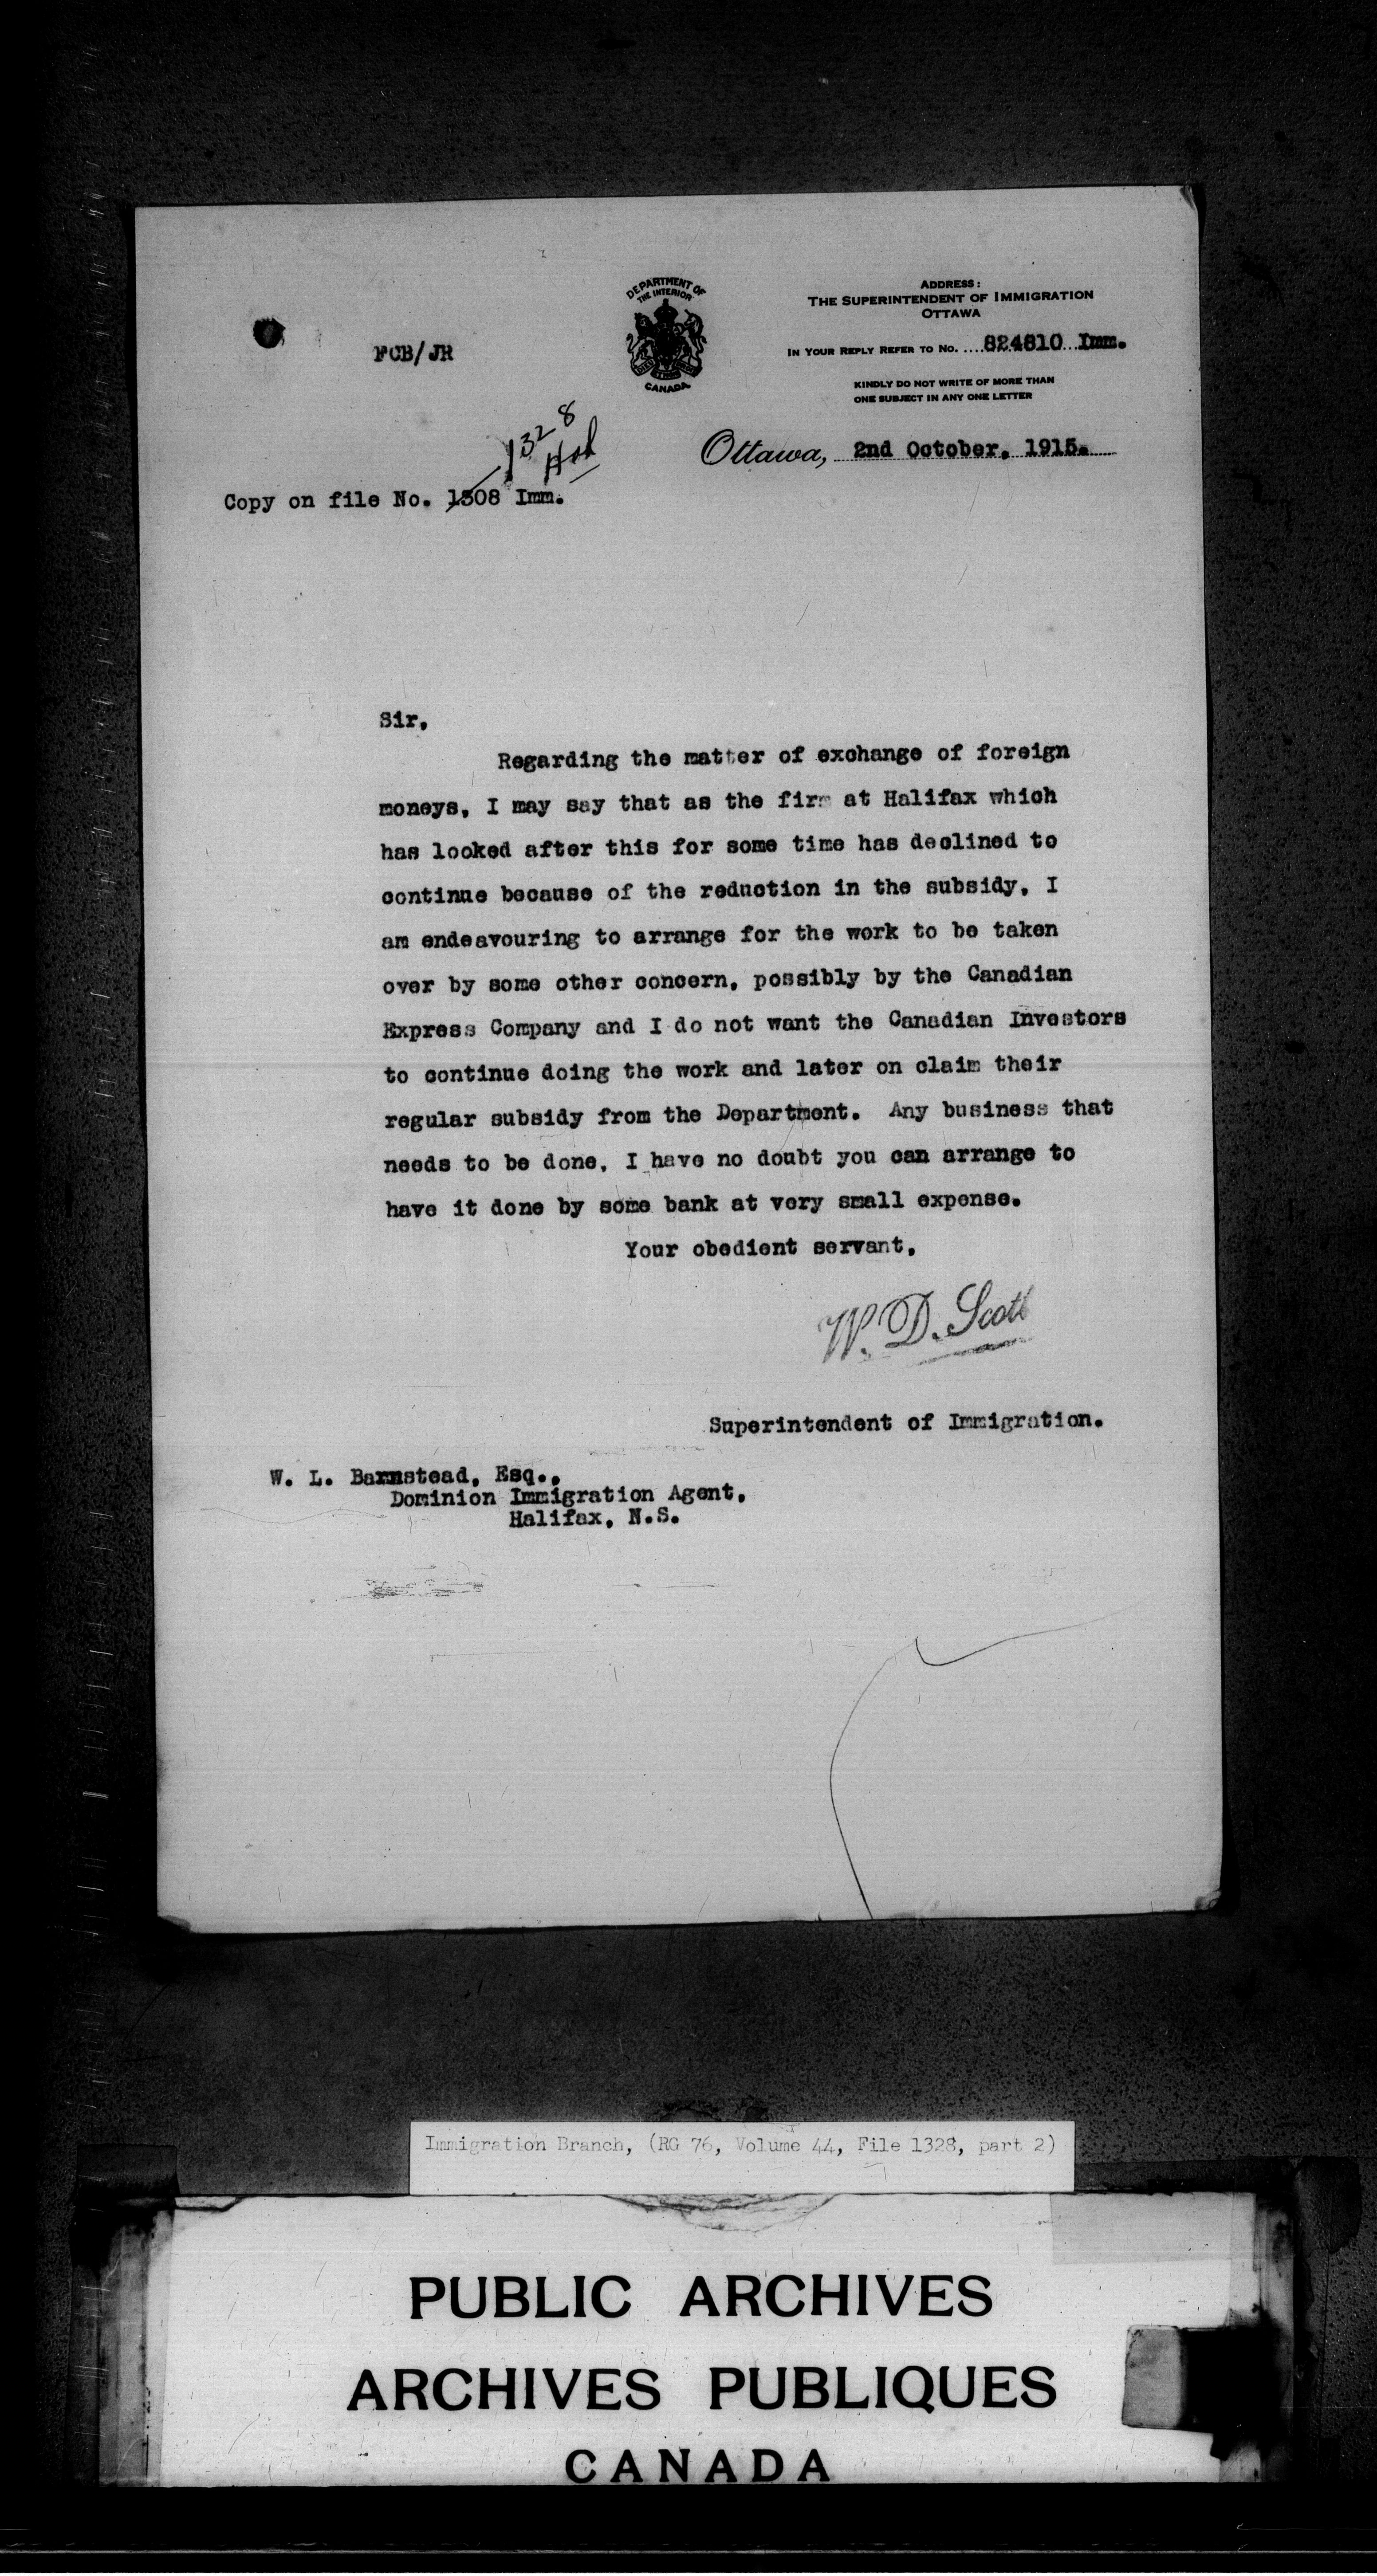 DEPARTMENT OF
THE INTERIOR
CANADA
ADDRESS:
THE SUPERINTENDENT OF IMMIGRATION
OTTAWA
FCB/JR
IN YOUR REPLY REFER TO No. ....824810...Imm.
KINDLY DO NOT WRITE OF MORE THAN
ONE SUBJECT IN ANY ONE LETTER
1328
Ottawa, 2nd October, 1915.
Copy on file No. 1308 Imm.
Sir,
Regarding the matter of exchange of foreign
moneys, I may say that as the firm at Halifax which
has looked after this for some time has declined to
continue because of the reduction in the subsidy, I
am endeavouring to arrange for the work to be taken
over by some other concern, possibly by the Canadian
Express Company and I do not want the Canadian Investors
to continue doing the work and later on claim their
regular subsidy from the Department. Any business that
needs to be done, I have no doubt you can arrange to
have it done by some bank at very small expense.
Your obedient servant,
W. D. Scott
Superintendent of Immigration.
W. L. Barnstead, Esq.,
Dominion Immigration Agent,
Halifax, N.S.
Immigration Branch, (RG 76, Volume 44, File 1328, part 2)
PUBLIC ARCHIVES
ARCHIVES PUBLIQUES
CANADA